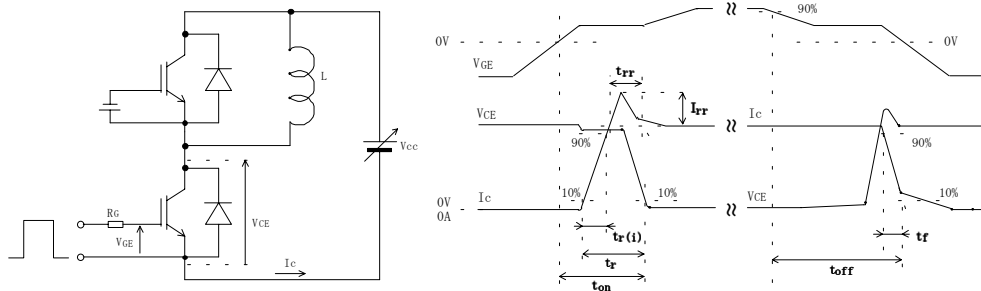 L
Vcc
RG
VGE
VCE
Ic
0V
VGE
90%
0V
trr
Irr
VCE
90%
Ic
90%
10%
10%
0V
0A
Ic
VCE
10%
tr(i)
tr
ton
tf
toff